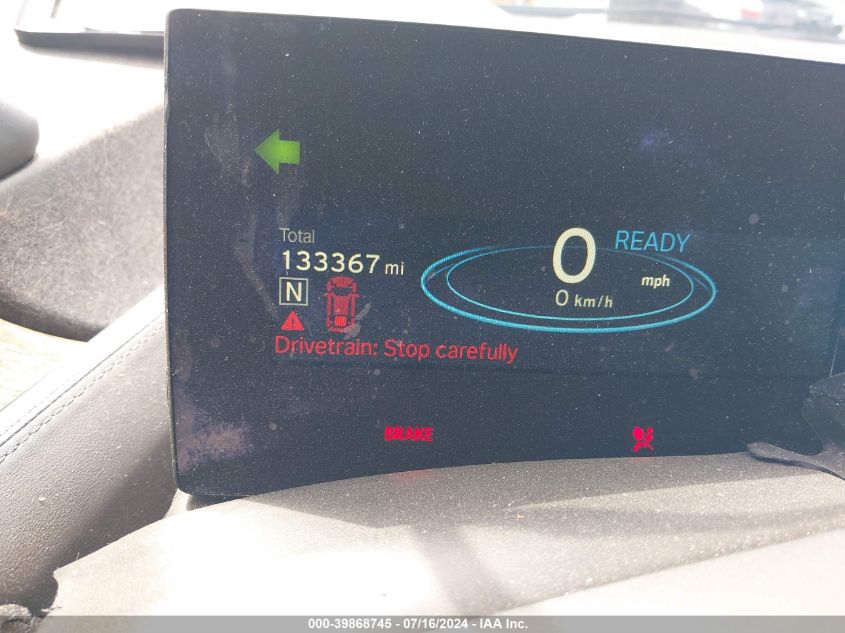 Total
READY
0
133367 mi
mph
N
0 km/h
Drivetrain: Stop carefully
BRAKE
000-39868745 - 07/16/2024 - IAA Inc.